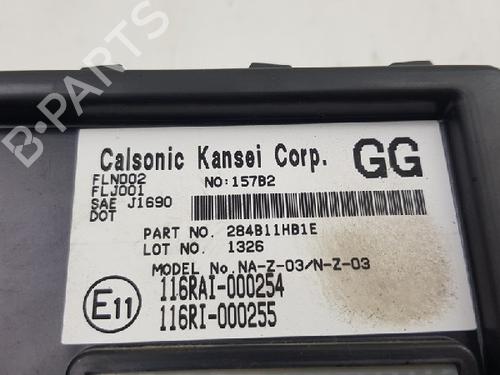 B-PARTS
Calsonic Kansei Corp. GG
FLND02 NO:157B2
FLJ001
SAE J1690
DOT
PART NO. 284B11HB1E
LOT NO. 1326
MODEL No. NA-Z-03/N-Z-03
E11 116RAI-000254
116RI-000255